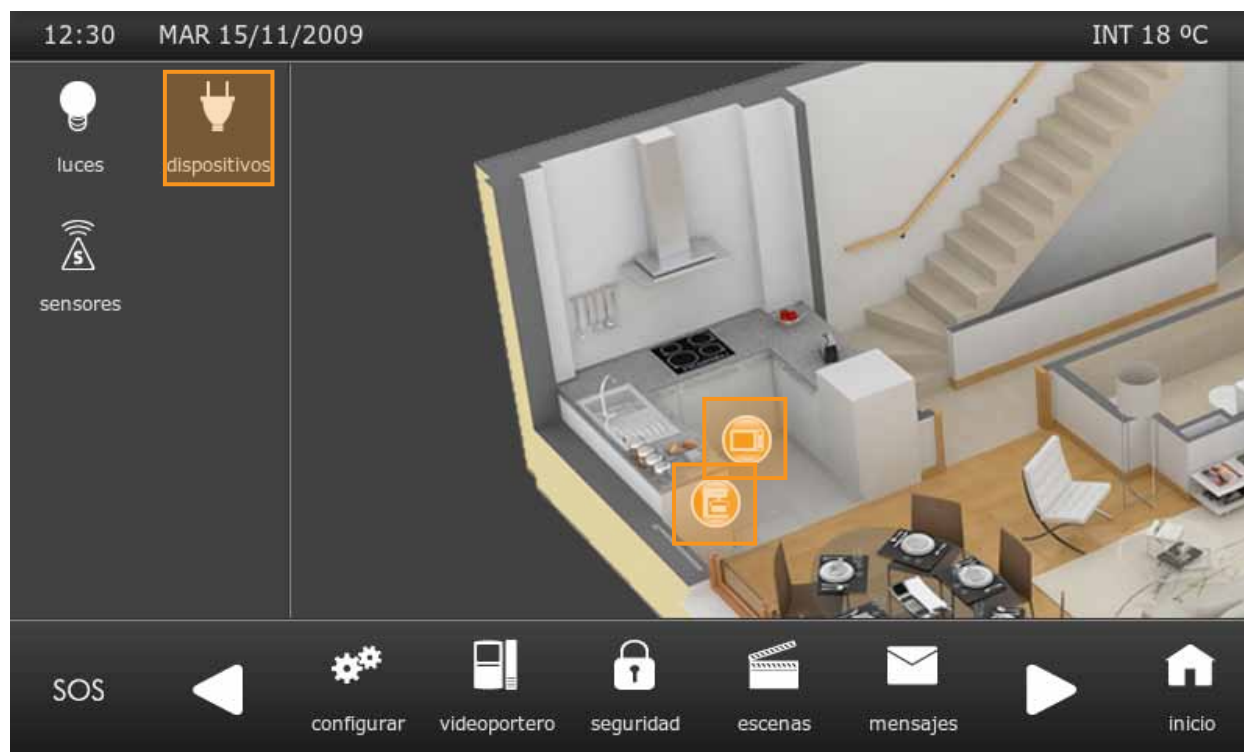 12:30 MAR 15/11/2009 INT 18 ºC
luces dispositivos
S
sensores
SOS
configurar videoportero seguridad escenas mensajes inicio